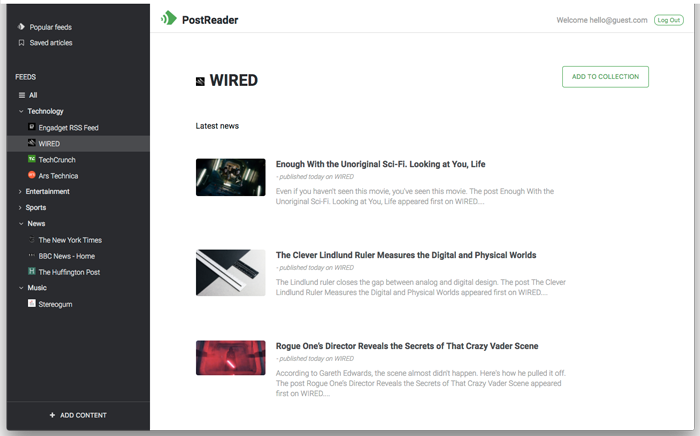 Popular feeds
Saved articles
FEEDS
All
Technology
Engadget RSS Feed
WIRED
TechCrunch
Ars Technica
Entertainment
Sports
News
The New York Times
BBC News - Home
The Huffington Post
Music
Stereogum
+ ADD CONTENT
PostReader
Welcome hello@guest.com
Log Out
WIRED
ADD TO COLLECTION
Latest news
Enough With the Unoriginal Sci-Fi. Looking at You, Life
- published today on WIRED
Even if you haven't seen this movie, you've seen this movie. The post Enough With the
Unoriginal Sci-Fi. Looking at You, Life appeared first on WIRED....
The Clever Lindlund Ruler Measures the Digital and Physical Worlds
- published today on WIRED
The Lindlund ruler closes the gap between analog and digital design. The post The Clever
Lindlund Ruler Measures the Digital and Physical Worlds appeared first on WIRED....
Rogue One's Director Reveals the Secrets of That Crazy Vader Scene
- published today on WIRED
According to Gareth Edwards, the scene almost didn't happen. Here's how he pulled it off.
The post Rogue One's Director Reveals the Secrets of That Crazy Vader Scene appeared
first on WIRED....